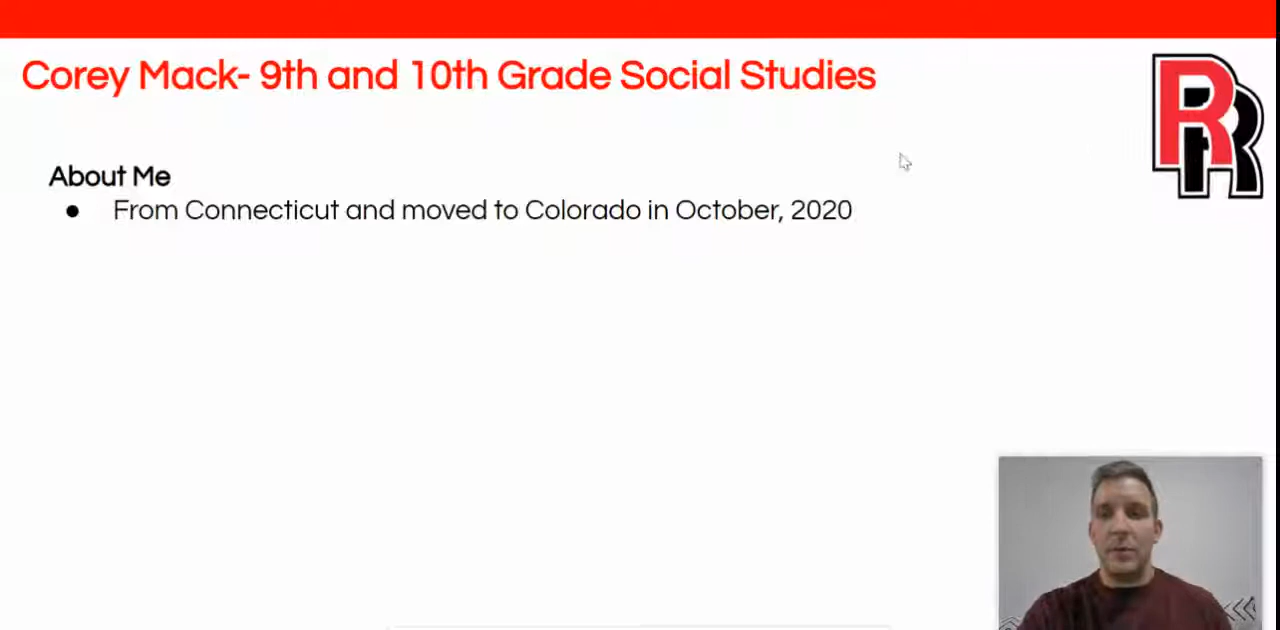 Corey Mack- 9th and 10th Grade Social Studies
RR
About Me
● From Connecticut and moved to Colorado in October, 2020